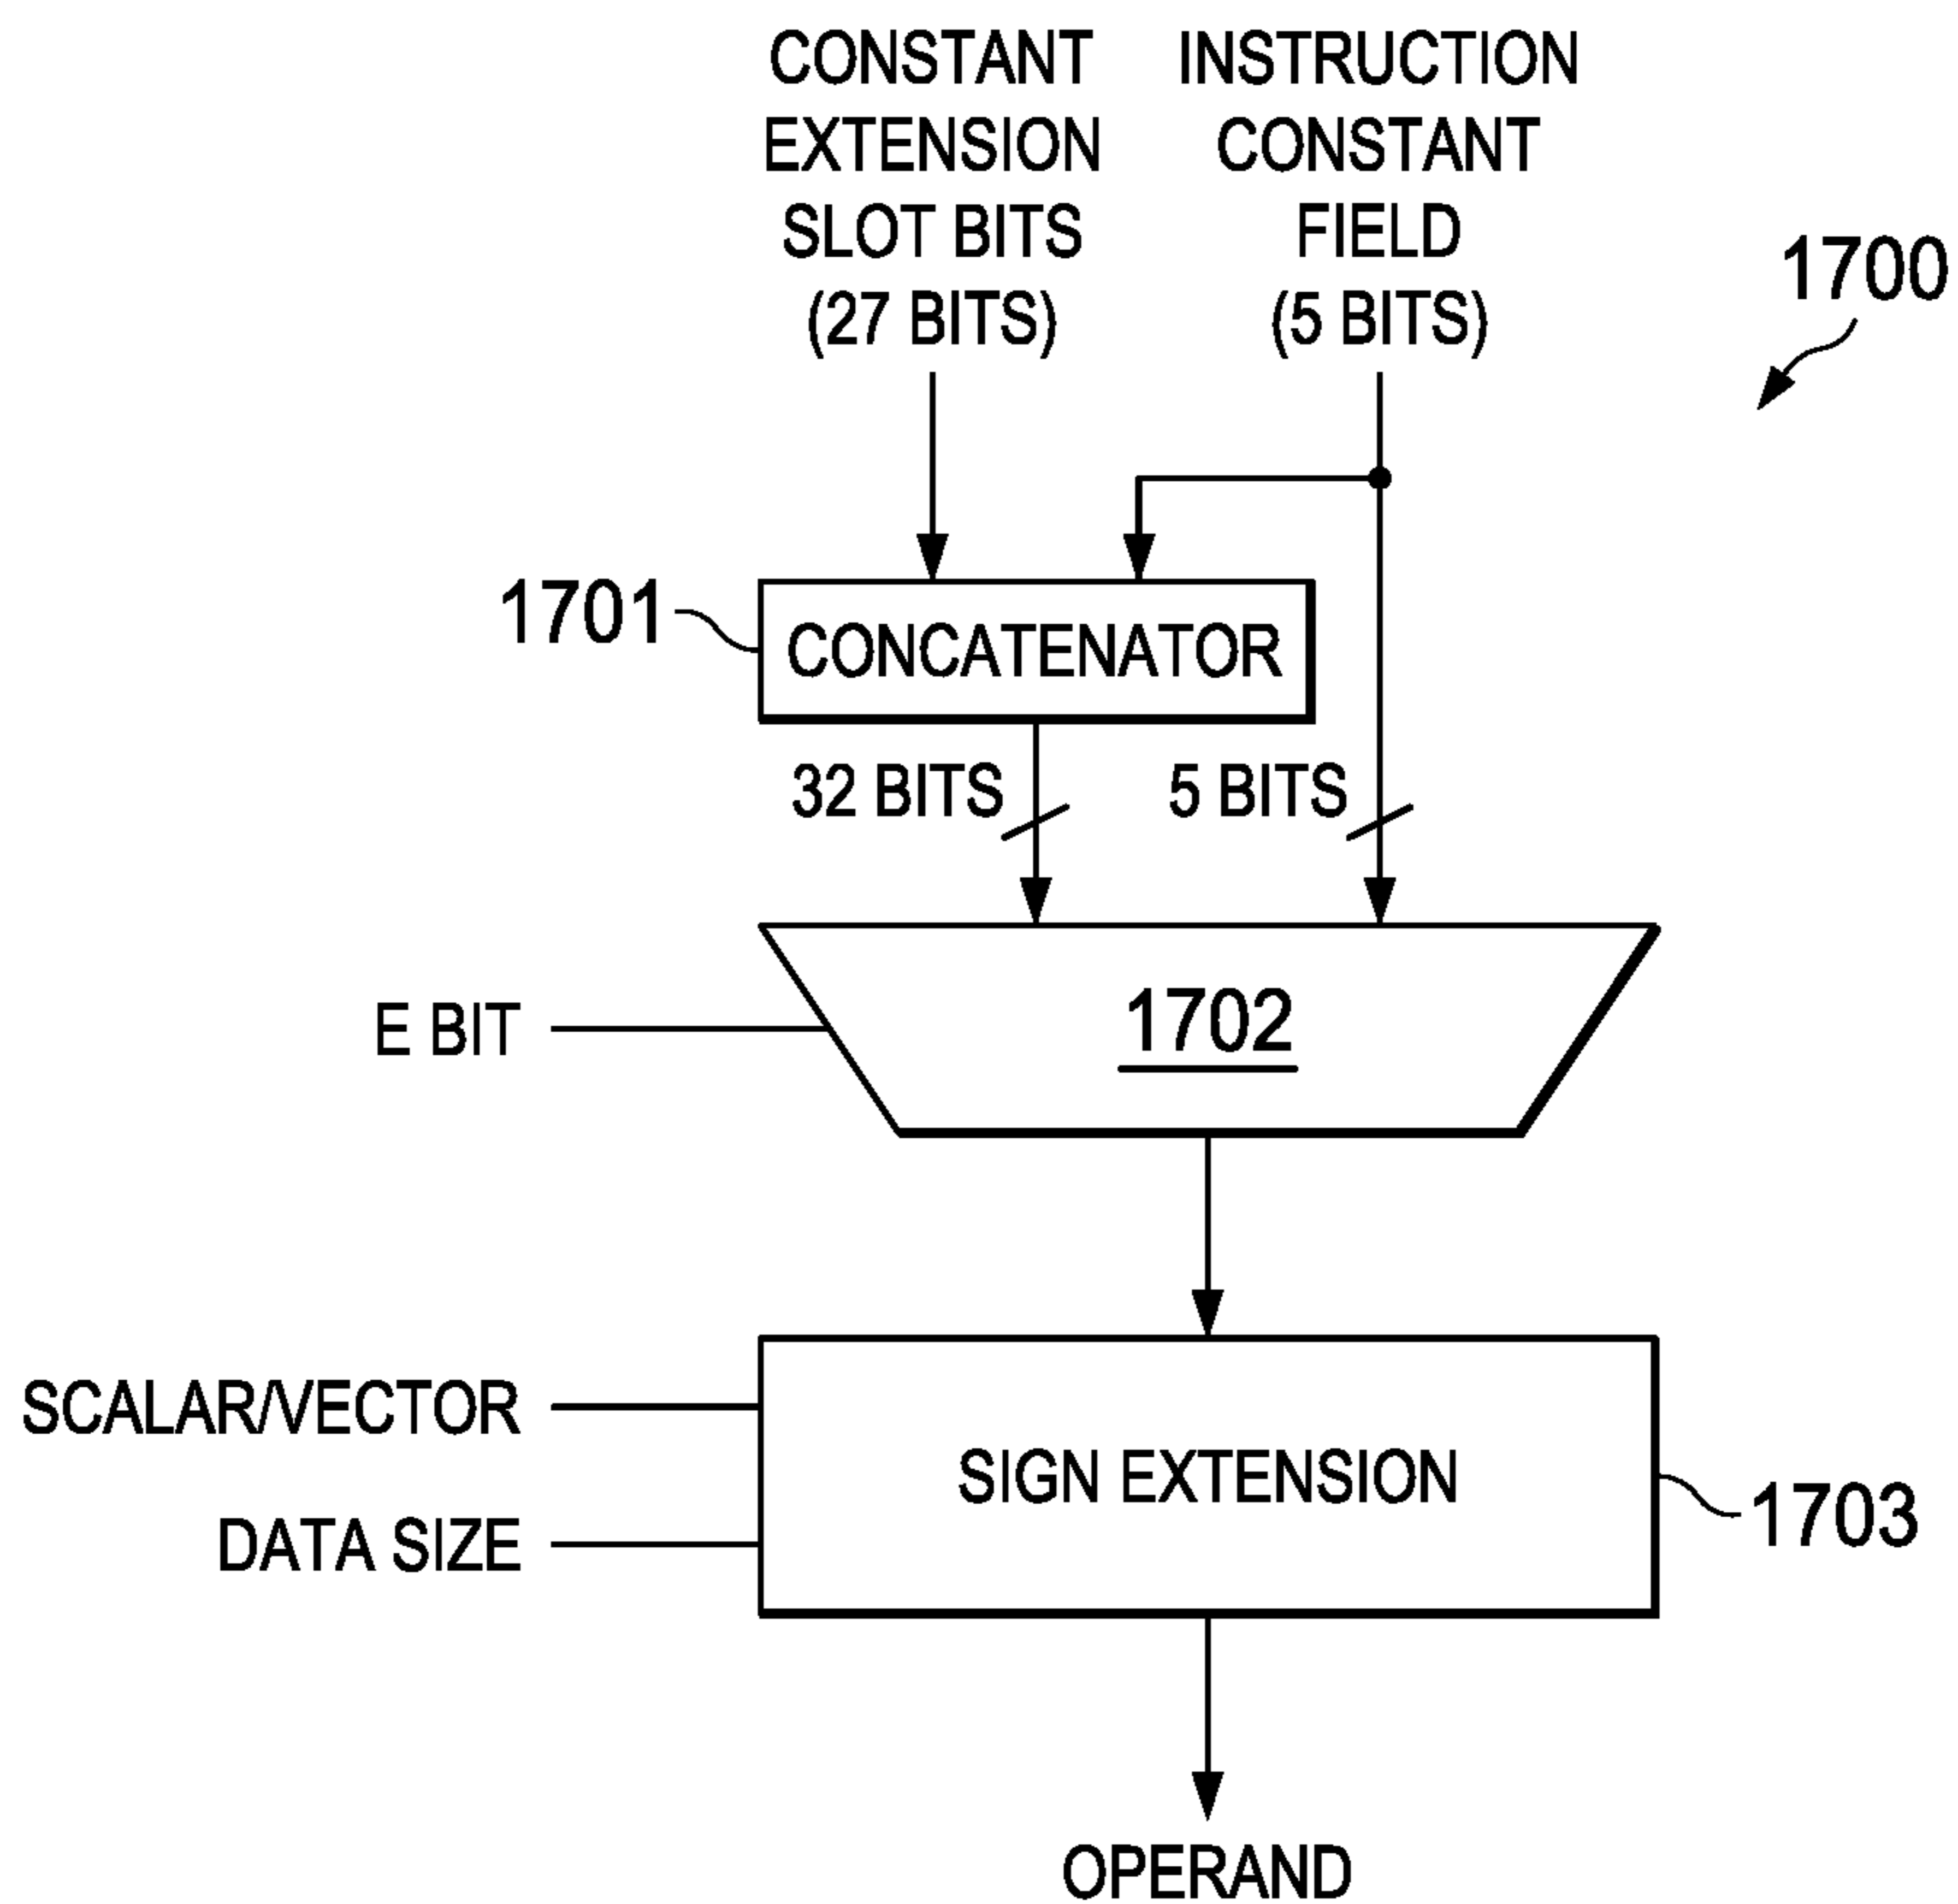 CONSTANT
EXTENSION
SLOT BITS
(27 BITS)
INSTRUCTION
CONSTANT
FIELD
(5 BITS)
1700
1701
CONCATENATOR
32 BITS
5 BITS
E BIT
1702
SCALAR/VECTOR
DATA SIZE
SIGN EXTENSION
1703
OPERAND